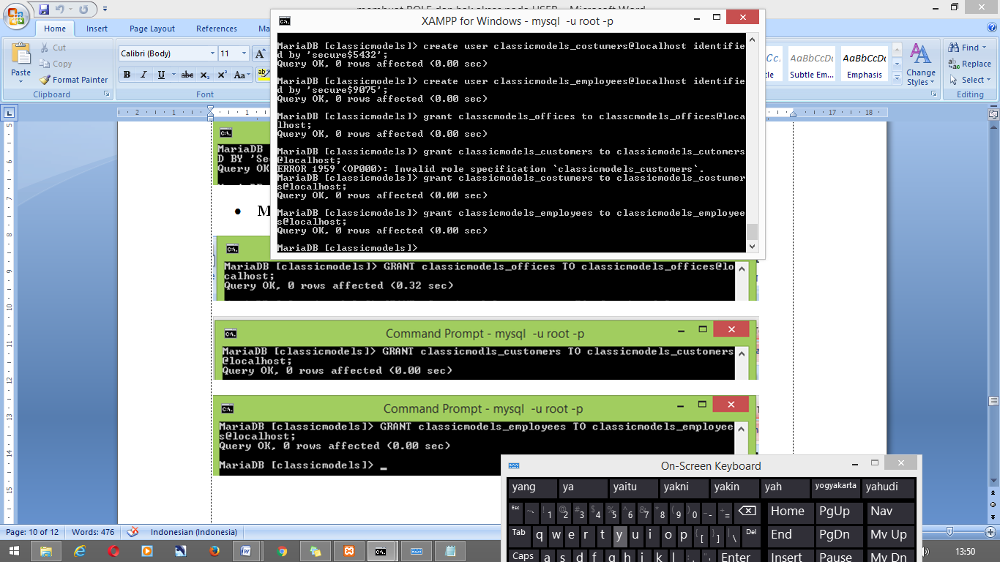 membuat ROLE dan hak akses pada USER - Microsoft Word
Home
Insert
Page Layout
References
Ma
Paste
Cut
Copy
Format Painter
Clipboard
Calibri (Body)
11
Font
Subtle Em...
Emphasis
Change Styles
Find
Replace
Select
Editing
XAMPP for Windows - mysql -u root -p
MariaDB [classicmodels]> create user classicmodels_costumers@localhost identifie
d by 'secure$5432';
Query OK, 0 rows affected (0.00 sec)
MariaDB [classicmodels]> create user classicmodels_employees@localhost identifie
d by 'secure$9075';
Query OK, 0 rows affected (0.00 sec)
MariaDB [classicmodels]> grant classcmodels_offices to classcmodels_offices@loca
lhost;
Query OK, 0 rows affected (0.00 sec)
MariaDB [classicmodels]> grant classicmodels_customers to classicmodels_cutomers
@localhost;
ERROR 1959 (OP000): Invalid role specification `classicmodels_customers`.
MariaDB [classicmodels]> grant classicmodels_costumers to classicmodels_costumer
s@localhost;
Query OK, 0 rows affected (0.00 sec)
MariaDB [classicmodels]> grant classicmodels_employees to classicmodels_employee
s@localhost;
Query OK, 0 rows affected (0.00 sec)
MariaDB [classicmodels]>
MariaDB
D BY 'Sec
Query OK
• M
MariaDB [classicmodels]> GRANT classicmodels_offices TO classicmodels_offices@lo
calhost;
Query OK, 0 rows affected (0.32 sec)
Command Prompt - mysql -u root -p
MariaDB [classicmodels]> GRANT classicmodls_customers TO classicmodels_customers
@localhost;
Query OK, 0 rows affected (0.00 sec)
Command Prompt - mysql -u root -p
MariaDB [classicmodels]> GRANT classicmodels_employees TO classicmodels_employee
s@localhost;
Query OK, 0 rows affected (0.00 sec)
MariaDB [classicmodels]> _
On-Screen Keyboard
yang ya yaitu yakni yakin yah yogyakarta yahudi
Esc ~` !1 @2 #3 $4 %5 ^6 &7 *8 (9 )0 _- += Home PgUp Nav
Tab q w e r t y u i o p {[ }] |\ Del End PgDn Mv Up
Caps a s d f g h j k l :; "' Enter Insert Pause Mv Dn
Page: 10 of 12
Words: 476
Indonesian (Indonesia)
13:50